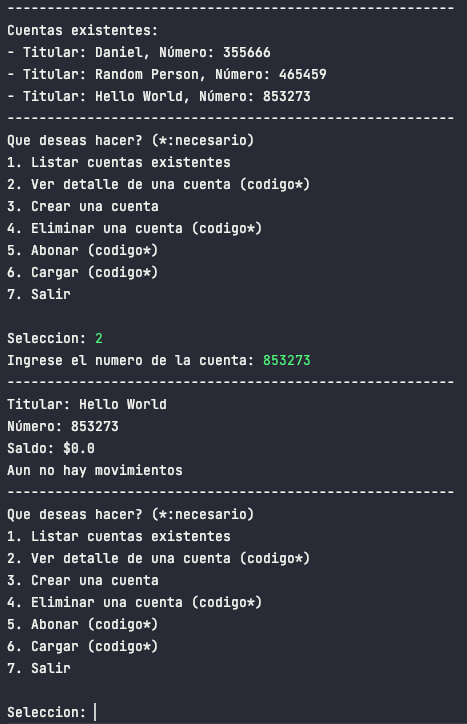 --------------------------------------------------------
Cuentas existentes:
- Titular: Daniel, Número: 355666
- Titular: Random Person, Número: 465459
- Titular: Hello World, Número: 853273
--------------------------------------------------------
Que deseas hacer? (*:necesario)
1. Listar cuentas existentes
2. Ver detalle de una cuenta (codigo*)
3. Crear una cuenta
4. Eliminar una cuenta (codigo*)
5. Abonar (codigo*)
6. Cargar (codigo*)
7. Salir

Seleccion: 2
Ingrese el numero de la cuenta: 853273
--------------------------------------------------------
Titular: Hello World
Número: 853273
Saldo: $0.0
Aun no hay movimientos
--------------------------------------------------------
Que deseas hacer? (*:necesario)
1. Listar cuentas existentes
2. Ver detalle de una cuenta (codigo*)
3. Crear una cuenta
4. Eliminar una cuenta (codigo*)
5. Abonar (codigo*)
6. Cargar (codigo*)
7. Salir

Seleccion: